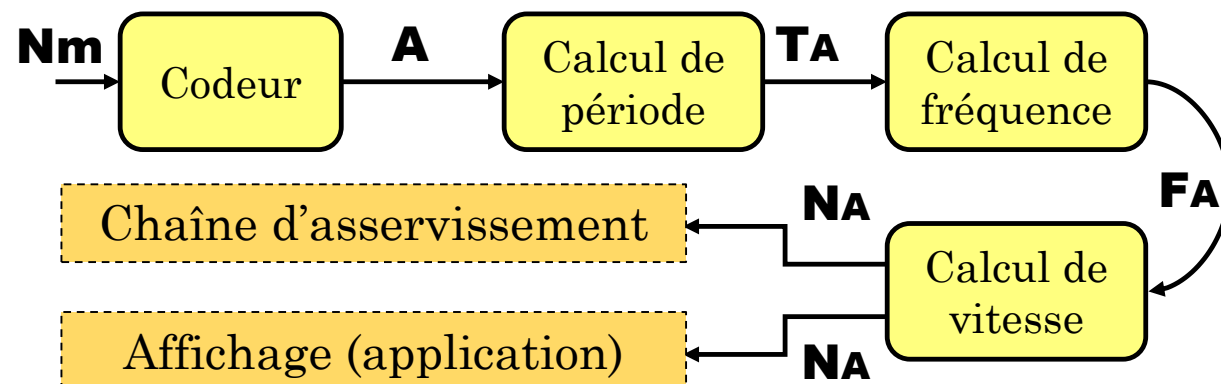 Nm
Codeur
A
Calcul de
période
TA
Calcul de
fréquence
FA
Chaîne d’asservissement
NA
Calcul de
vitesse
Affichage (application)
NA